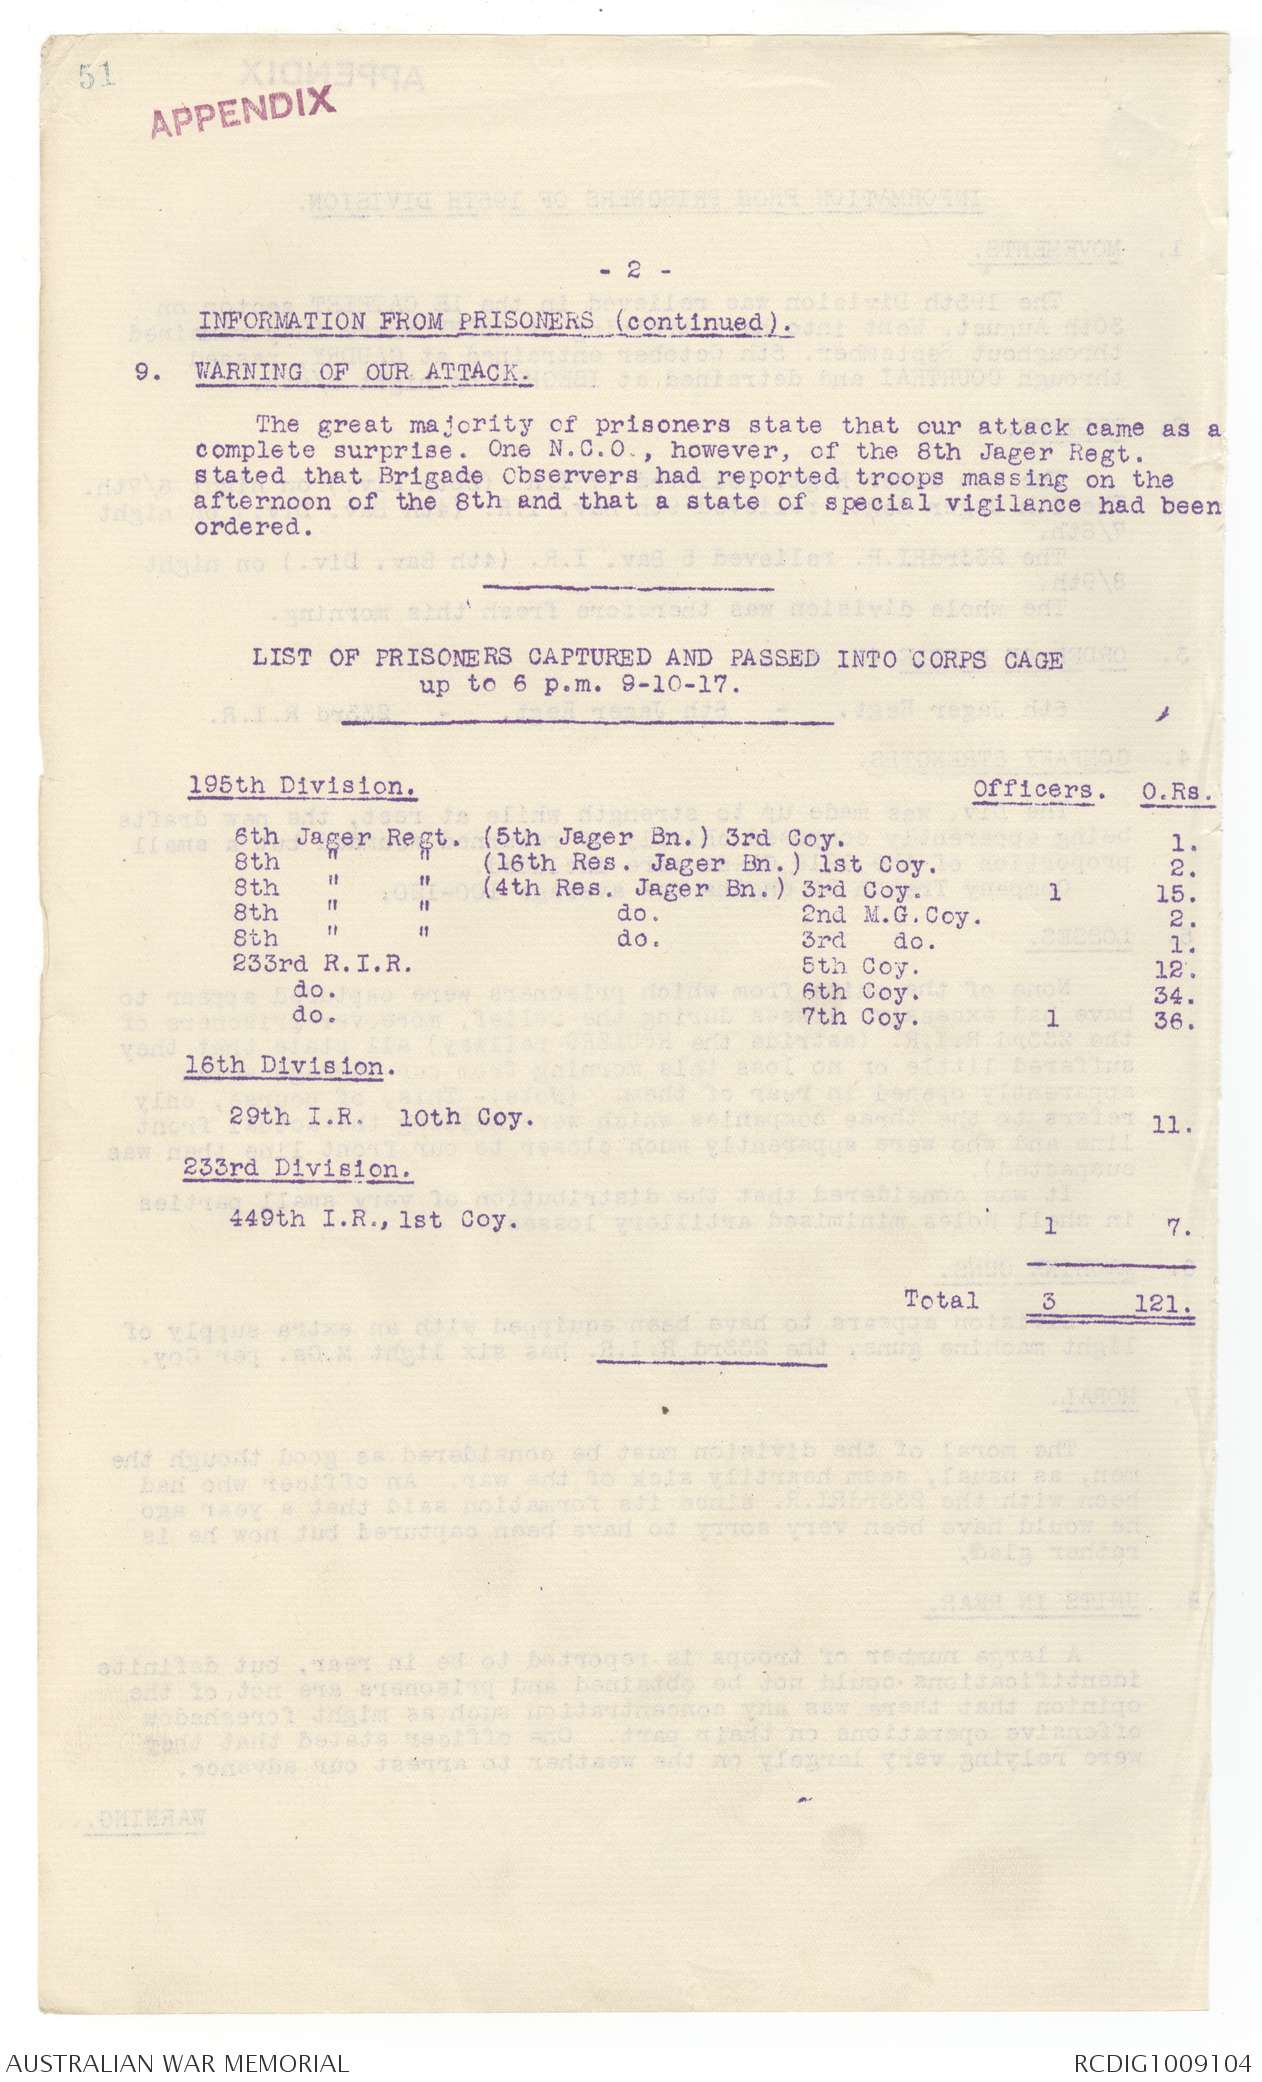 51
APPENDIX
- 2 -
INFORMATION FROM PRISONERS (continued).
9. WARNING OF OUR ATTACK.
The great majority of prisoners state that our attack came as a
complete surprise. One N.C.O., however, of the 8th Jager Regt.
stated that Brigade Observers had reported troops massing on the
afternoon of the 8th and that a state of special vigilance had been
ordered.
LIST OF PRISONERS CAPTURED AND PASSED INTO CORPS CAGE
up to 6 p.m. 9-10-17.
195th Division. Officers. O.Rs.
6th Jager Regt. (5th Jager Bn.) 3rd Coy. 1.
8th " " (16th Res. Jager Bn.) 1st Coy. 2.
8th " " (4th Res. Jager Bn.) 3rd Coy. 1 15.
8th " " do. 2nd M.G.Coy. 2.
8th " " do. 3rd do. 1.
233rd R.I.R. 5th Coy. 12.
do. 6th Coy. 34.
do. 7th Coy. 1 36.
16th Division.
29th I.R. 10th Coy. 11.
233rd Division.
449th I.R., 1st Coy. 1 7.
Total 3 121.
AUSTRALIAN WAR MEMORIAL RCDIG1009104